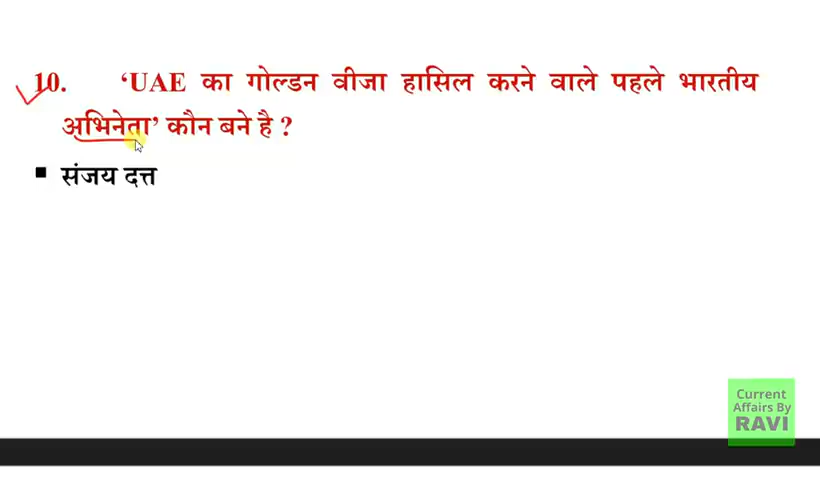 10. ‘UAE का गोल्डन वीजा हासिल करने वाले पहले भारतीय
अभिनेता’ कौन बने है ?
▪ संजय दत्त
Current
Affairs By
RAVI